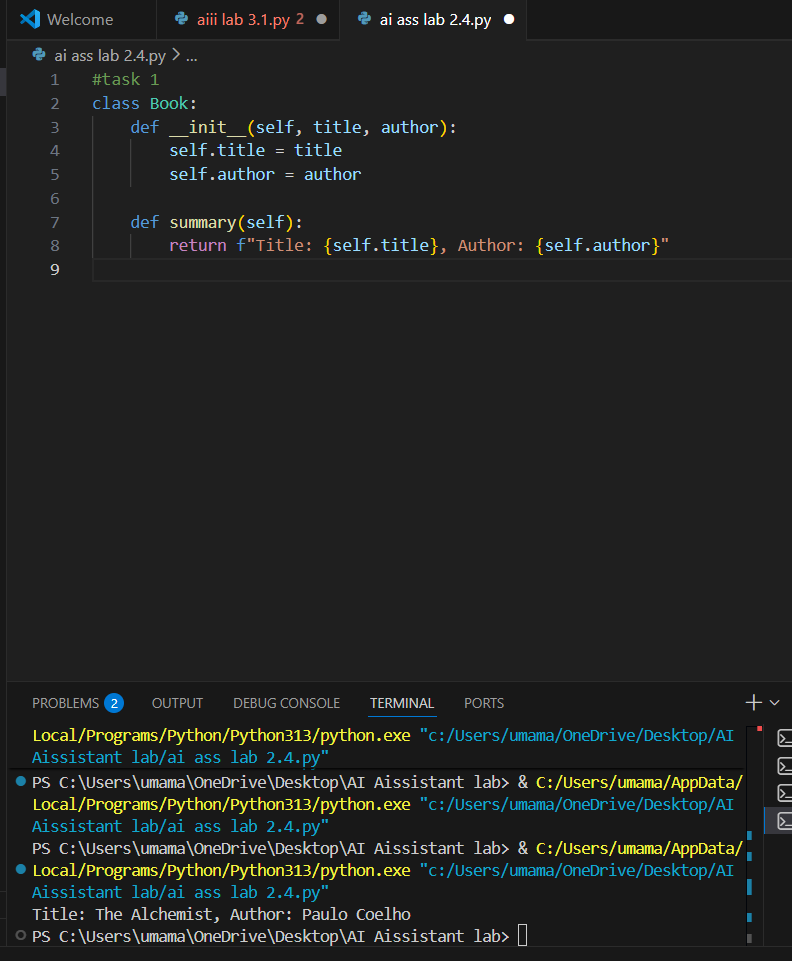 Welcome
aiii lab 3.1.py 2
ai ass lab 2.4.py
ai ass lab 2.4.py > ...
1 #task 1
2 class Book:
3     def __init__(self, title, author):
4         self.title = title
5         self.author = author
6
7     def summary(self):
8         return f"Title: {self.title}, Author: {self.author}"
9
PROBLEMS 2 OUTPUT DEBUG CONSOLE TERMINAL PORTS
Local/Programs/Python/Python313/python.exe "c:/Users/umama/OneDrive/Desktop/AI
Aissistant lab/ai ass lab 2.4.py"
PS C:\Users\umama\OneDrive\Desktop\AI Aissistant lab> & C:/Users/umama/AppData/
Local/Programs/Python/Python313/python.exe "c:/Users/umama/OneDrive/Desktop/AI
Aissistant lab/ai ass lab 2.4.py"
PS C:\Users\umama\OneDrive\Desktop\AI Aissistant lab> & C:/Users/umama/AppData/
Local/Programs/Python/Python313/python.exe "c:/Users/umama/OneDrive/Desktop/AI
Aissistant lab/ai ass lab 2.4.py"
Title: The Alchemist, Author: Paulo Coelho
PS C:\Users\umama\OneDrive\Desktop\AI Aissistant lab>